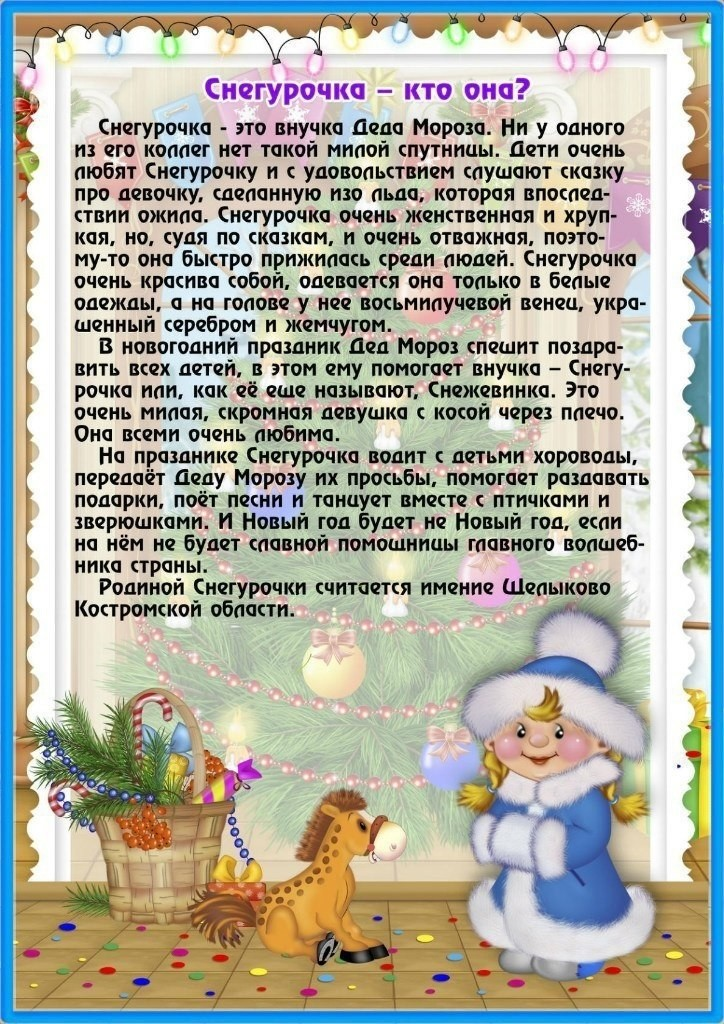 Снегурочка – кто она?
Снегурочка - это внучка Деда Мороза. Ни у одного
из его коллег нет такой милой спутницы. Дети очень
любят Снегурочку и с удовольствием слушают сказку
про девочку, сделанную изо льда, которая впослед-
ствии ожила. Снегурочка очень женственная и хруп-
кая, но, судя по сказкам, и очень отважная, поэто-
му-то она быстро прижилась среди людей. Снегурочка
очень красива собой, одевается она только в белые
одежды, а на голове у нее восьмилучевой венец, укра-
шенный серебром и жемчугом.
В новогодний праздник Дед Мороз спешит поздра-
вить всех детей, в этом ему помогает внучка – Снегу-
рочка или, как её еще называют, Снежевинка. Это
очень милая, скромная девушка с косой через плечо.
Она всеми очень любима.
На празднике Снегурочка водит с детьми хороводы,
передаёт Деду Морозу их просьбы, помогает раздавать
подарки, поёт песни и танцует вместе с птичками и
зверюшками. И Новый год будет не Новый год, если
на нём не будет славной помощницы главного волшеб-
ника страны.
Родиной Снегурочки считается имение Щелыково
Костромской области.